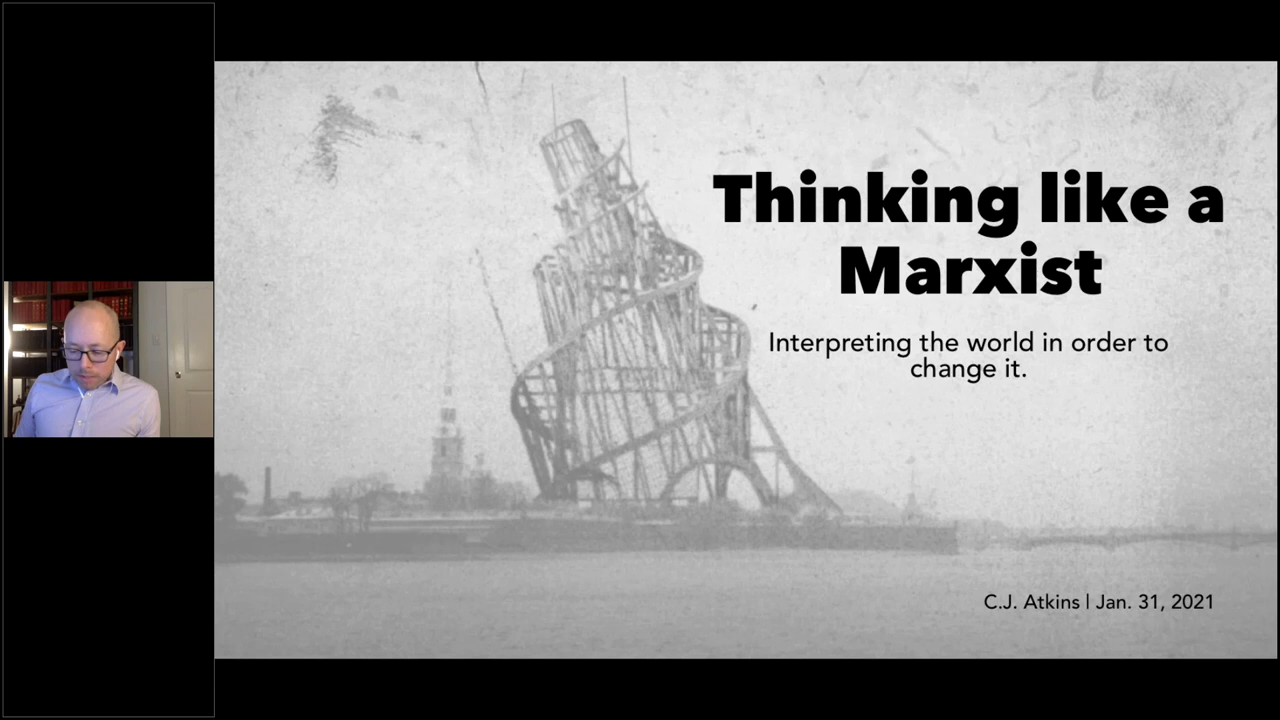 Thinking like a
Marxist
Interpreting the world in order to
change it.
C.J. Atkins | Jan. 31, 2021